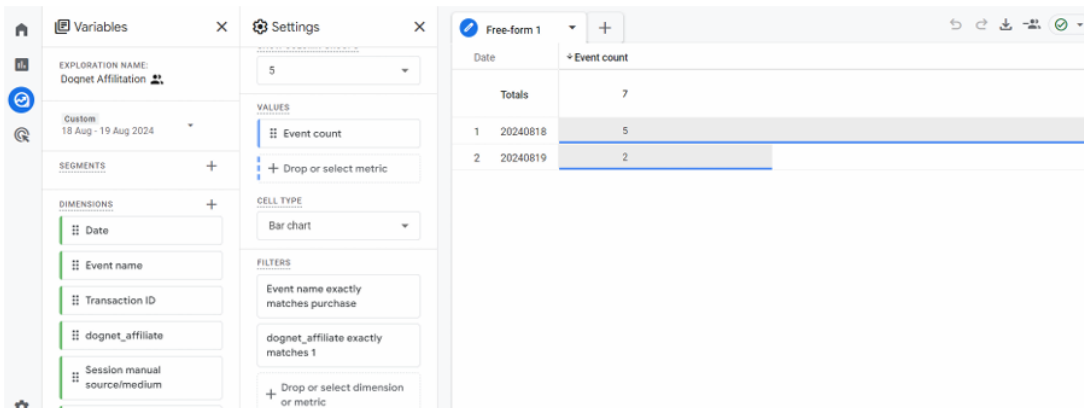 Variables
EXPLORATION NAME:
Dognet Affilitation
Custom
18 Aug - 19 Aug 2024
SEGMENTS
DIMENSIONS
Date
Event name
Transaction ID
dognet_affiliate
Session manual
source/medium
Settings
5
VALUES
Event count
Drop or select metric
CELL TYPE
Bar chart
FILTERS
Event name exactly
matches purchase
dognet_affiliate exactly
matches 1
Drop or select dimension
or metric
Free-form 1
Date Event count
Totals 7
1 20240818 5
2 20240819 2